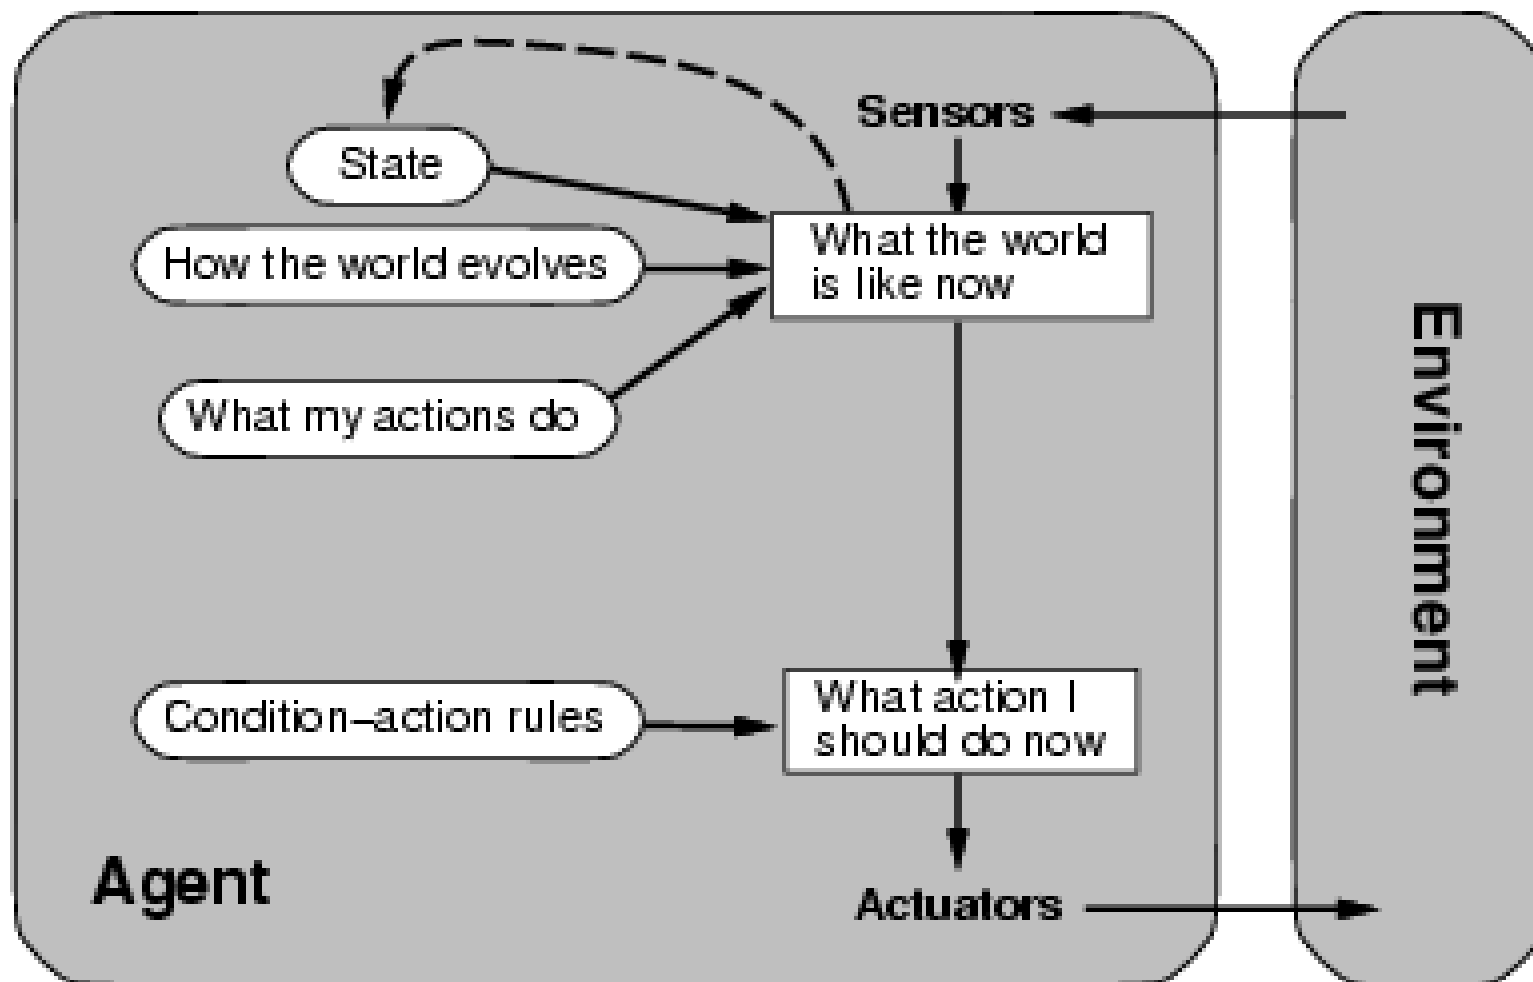 Sensors
State
What the world
is like now
How the world evolves
What my actions do
Environment
Condition–action rules
What action I
should do now
Agent
Actuators